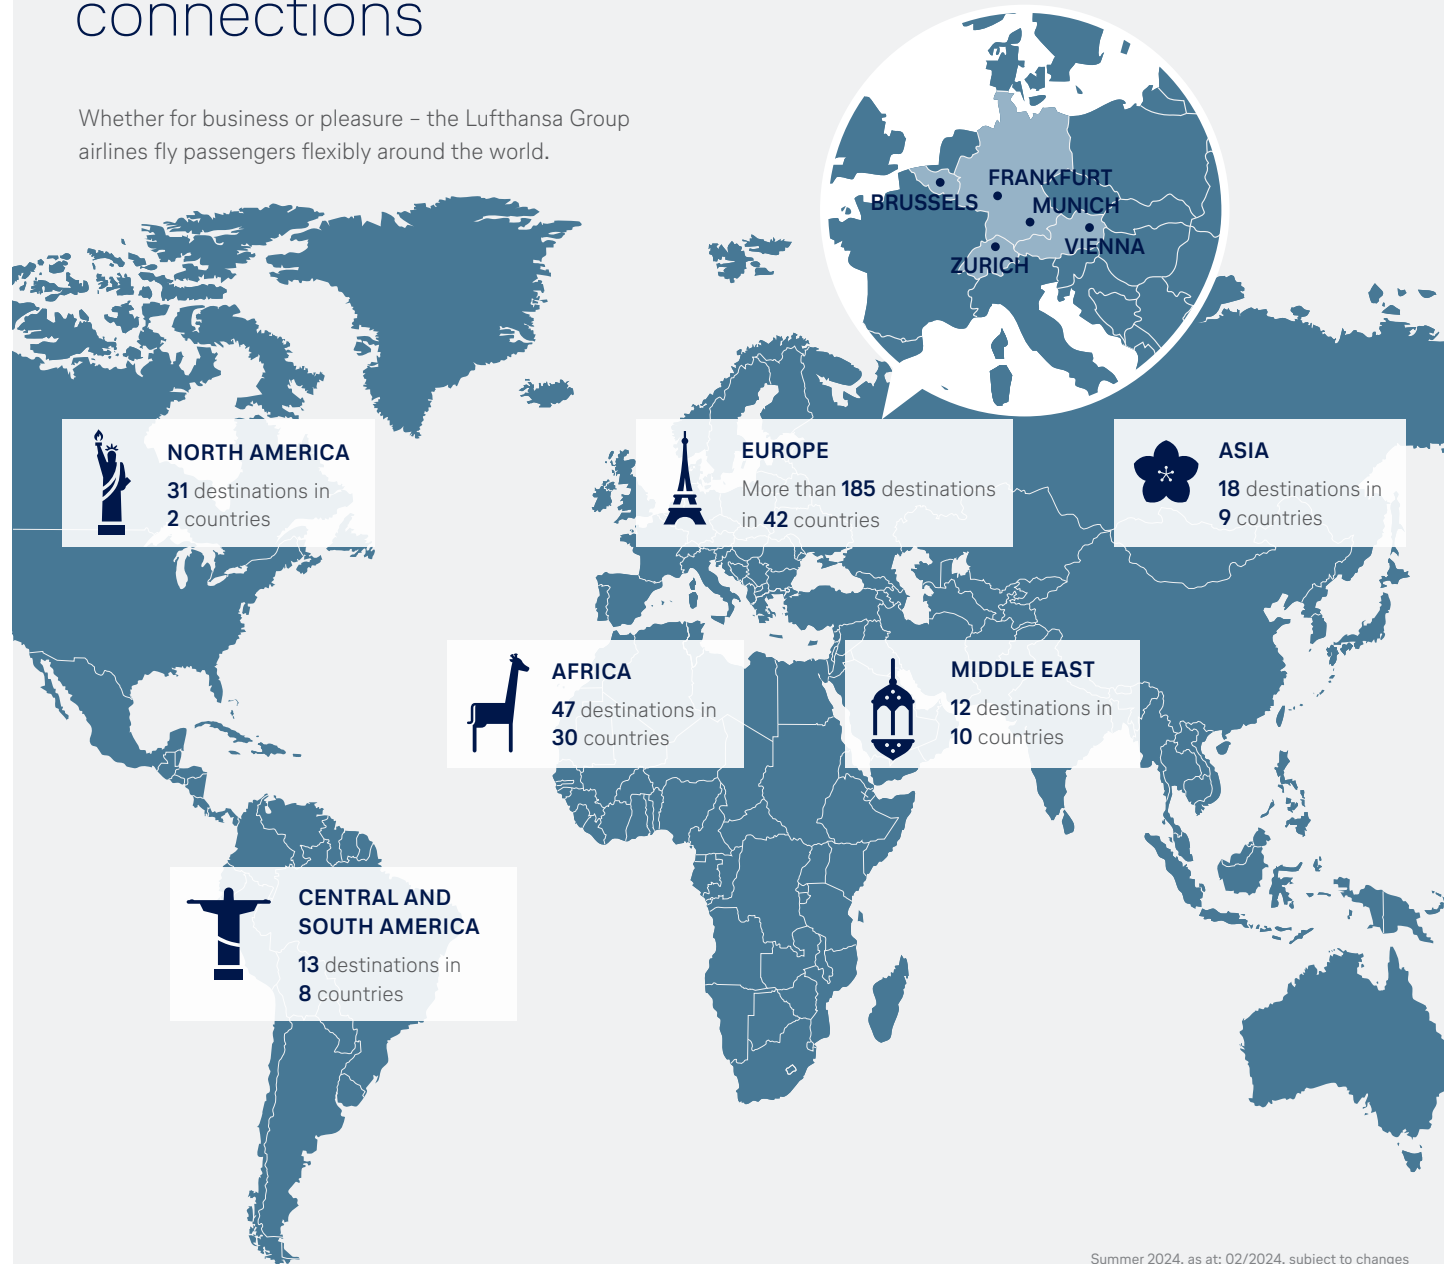 connections
Whether for business or pleasure – the Lufthansa Group
airlines fly passengers flexibly around the world.
FRANKFURT
BRUSSELS
MUNICH
VIENNA
ZURICH
NORTH AMERICA
31 destinations in
2 countries
EUROPE
More than 185 destinations
in 42 countries
ASIA
18 destinations in
9 countries
AFRICA
47 destinations in
30 countries
MIDDLE EAST
12 destinations in
10 countries
CENTRAL AND
SOUTH AMERICA
13 destinations in
8 countries
Summer 2024, as at: 02/2024, subject to changes